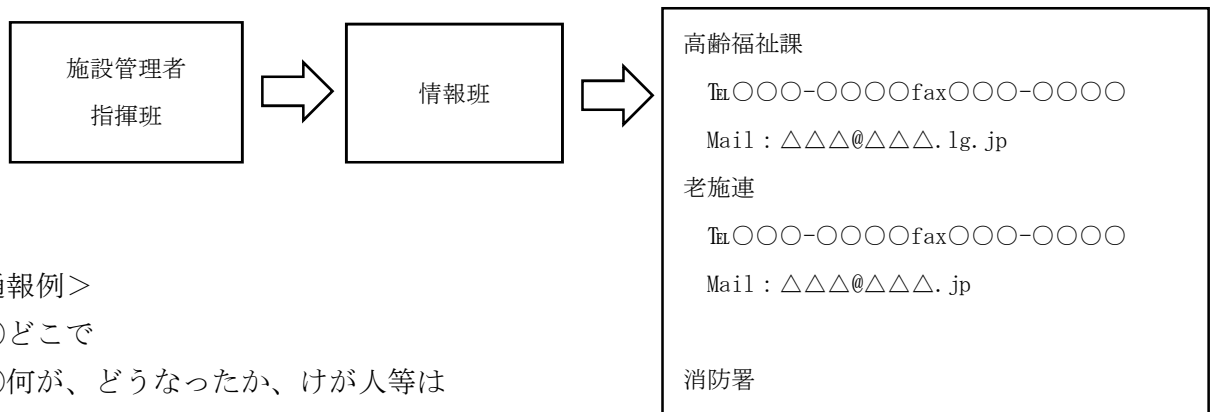 施設管理者
指揮班
情報班
高齢福祉課
℡○○○-○○○○fax○○○-○○○○
Mail：△△△@△△△.lg.jp
老施連
℡○○○-○○○○fax○○○-○○○○
Mail：△△△@△△△.jp
消防署
報例＞
どこで
何が、どうなったか、けが人等は